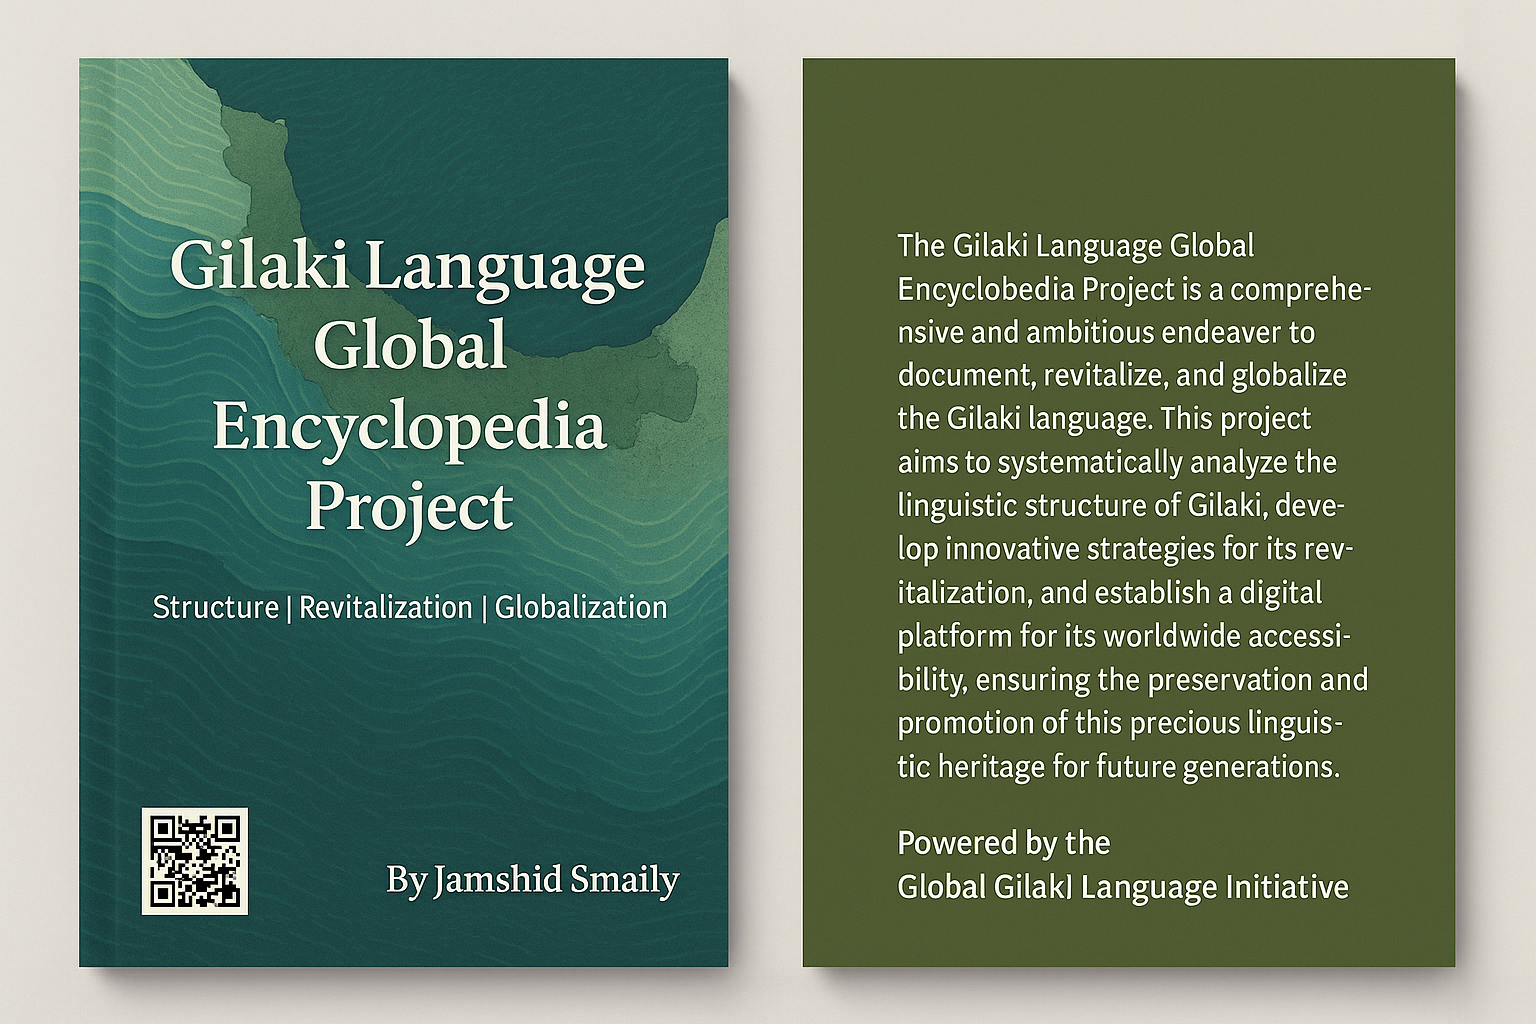 Gilaki Language
Global
Encyclopedia
Project
Structure | Revitalization | Globalization
By Jamshid Smaily
The Gilaki Language Global
Encyclobedia Project is a comprehe-
nsive and ambitious endeaver to
document, revitalize, and globalize
the Gilaki language. This project
aims to systematically analyze the
linguistic structure of Gilaki, deve-
lop innovative strategies for its rev-
italization, and establish a digital
platform for its worldwide accessi-
bility, ensuring the preservation and
promotion of this precious linguis-
tic heritage for future generations.
Powered by the
Global Gilak] Language Initiative